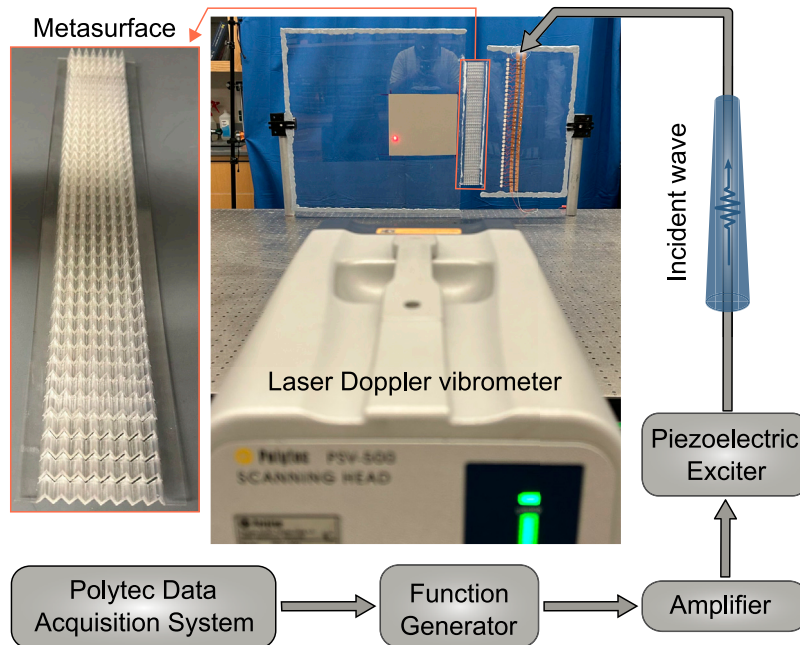 Metasurface
Incident wave
Laser Doppler vibrometer
Polytec PSV-500
SCANNING HEAD
Piezoelectric
Exciter
Polytec Data
Acquisition System
Function
Generator
Amplifier